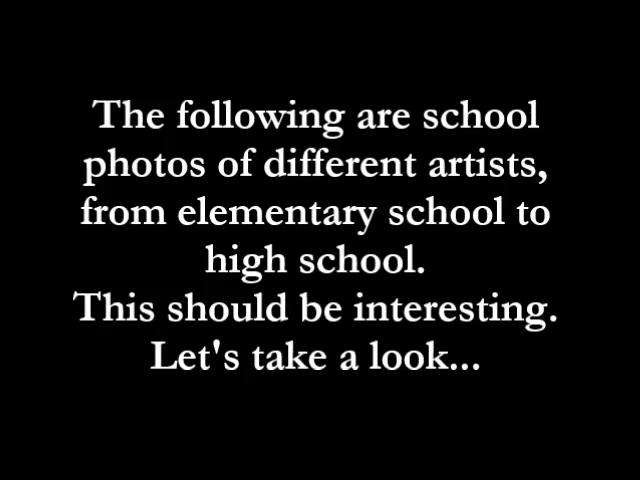 The following are school
photos of different artists,
from elementary school to
high school.
This should be interesting.
Let's take a look...